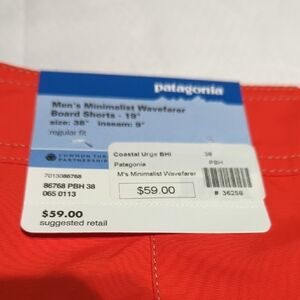 patagonia
Men's Minimalist Wavefarer
Board Shorts - 19"
size: 38" inseam: 9"
regular fit
COMMON THREADS
PARTNERSHIP
7013086768
86768 PBH 38
065 0113
$59.00
suggested retail
Coastal Urge BHI 38
Patagonia PBH
M's Minimalist Wavefarer
$59.00
# 36258